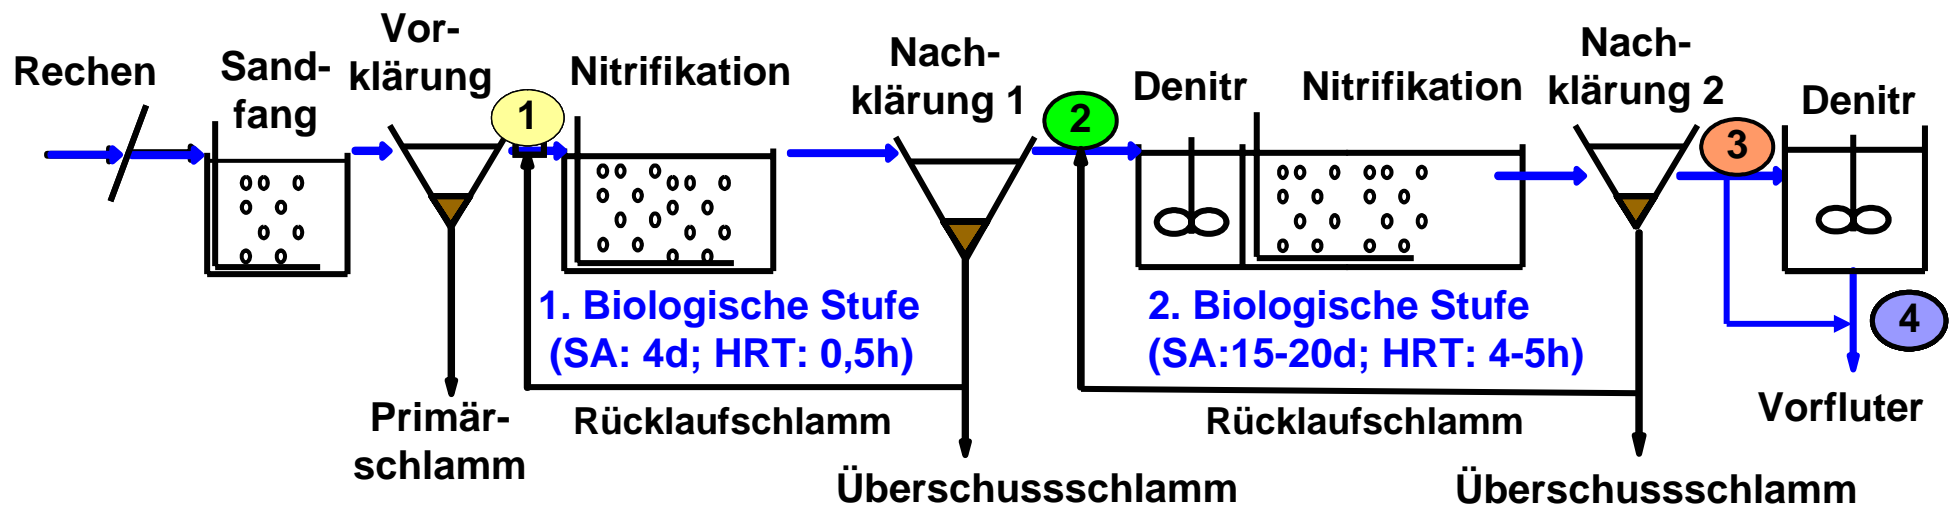 Rechen
Sand-
fang
Vor-
klärung
1
Nitrifikation
Nach-
klärung 1
2
Denitr
Nitrifikation
Nach-
klärung 2
3
Denitr
4
1. Biologische Stufe
(SA: 4d; HRT: 0,5h)
2. Biologische Stufe
(SA:15-20d; HRT: 4-5h)
Primär-
schlamm
Rücklaufschlamm
Überschussschlamm
Rücklaufschlamm
Überschussschlamm
Vorfluter